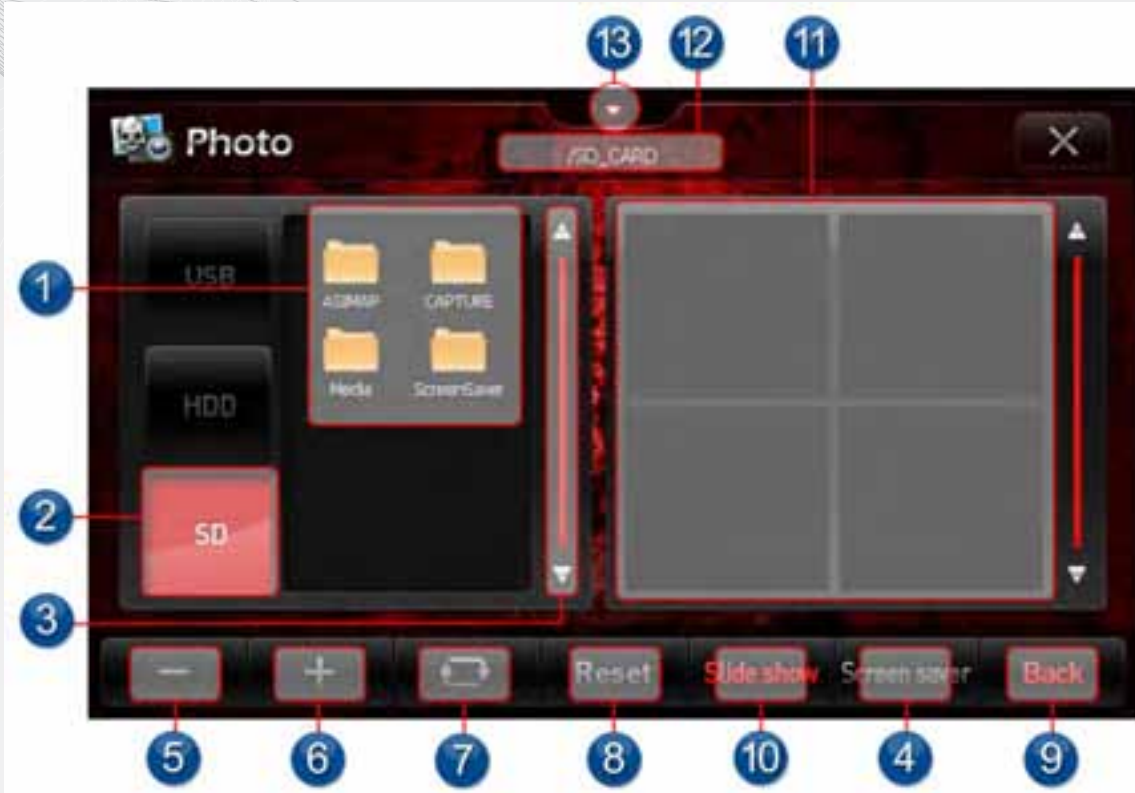 13 12 11
Photo
/SD_CARD
X
1
USB
ASIMAP CAPTURE
Media ScreenSaver
HDD
2
SD
3
− + Reset Slide show Screen saver Back
5 6 7 8 10 4 9